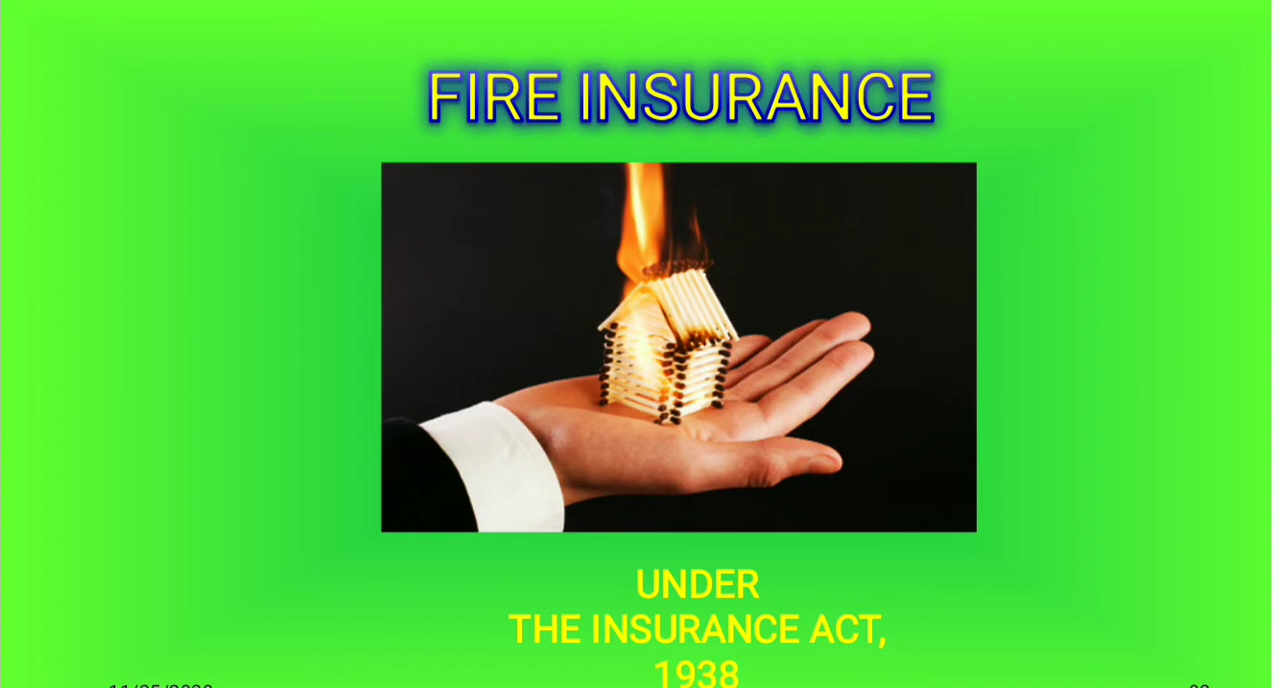 FIRE INSURANCE
UNDER
THE INSURANCE ACT,
1938